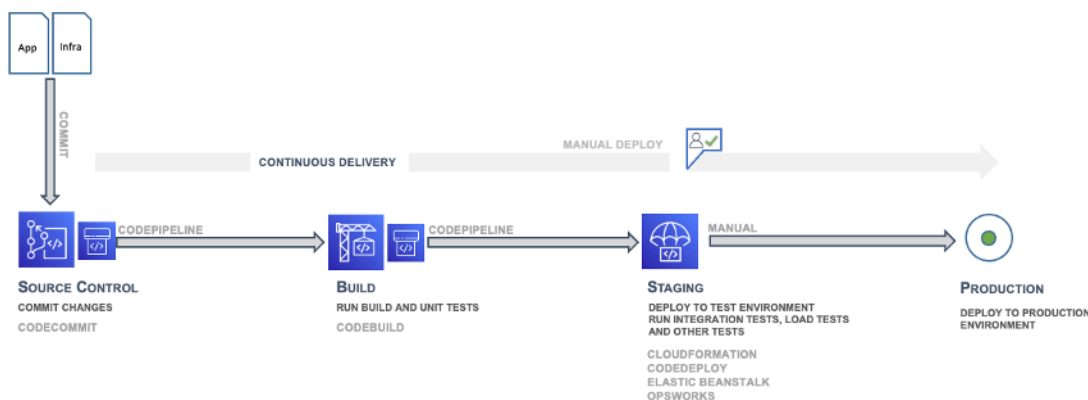 App
Infra
COMMIT
MANUAL DEPLOY
CONTINUOUS DELIVERY
CODEPIPELINE
CODEPIPELINE
MANUAL
SOURCE CONTROL
COMMIT CHANGES
CODECOMMIT
BUILD
RUN BUILD AND UNIT TESTS
CODEBUILD
STAGING
DEPLOY TO TEST ENVIRONMENT
RUN INTEGRATION TESTS, LOAD TESTS
AND OTHER TESTS
CLOUDFORMATION
CODEDEPLOY
ELASTIC BEANSTALK
OPSWORKS
PRODUCTION
DEPLOY TO PRODUCTION
ENVIRONMENT